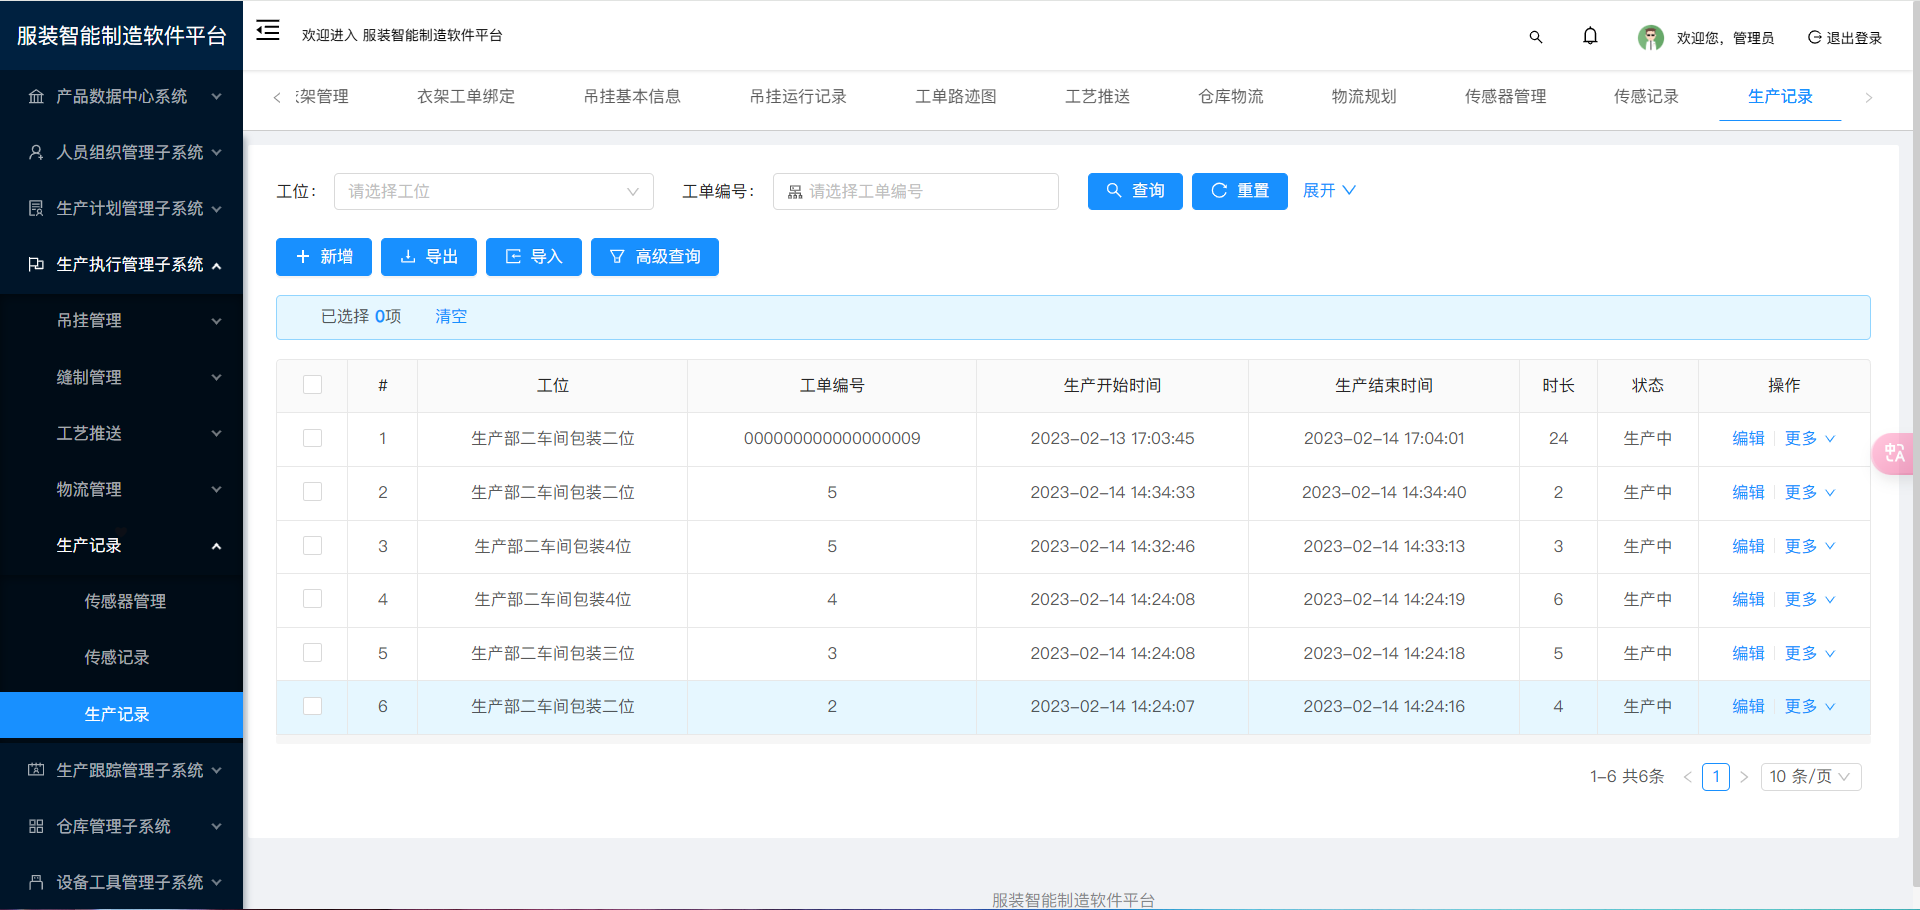 服装智能制造软件平台
欢迎进入 服装智能制造软件平台
欢迎您，管理员
退出登录
产品数据中心系统
人员组织管理子系统
生产计划管理子系统
生产执行管理子系统
吊挂管理
缝制管理
工艺推送
物流管理
生产记录
传感器管理
传感记录
生产记录
生产跟踪管理子系统
仓库管理子系统
设备工具管理子系统
架管理 衣架工单绑定 吊挂基本信息 吊挂运行记录 工单路迹图 工艺推送 仓库物流 物流规划 传感器管理 传感记录 生产记录
工位： 请选择工位 工单编号： 请选择工单编号 查询 重置 展开
新增 导出 导入 高级查询
已选择 0项 清空
# 工位 工单编号 生产开始时间 生产结束时间 时长 状态 操作
1 生产部二车间包装二位 000000000000000009 2023-02-13 17:03:45 2023-02-14 17:04:01 24 生产中 编辑 更多
2 生产部二车间包装二位 5 2023-02-14 14:34:33 2023-02-14 14:34:40 2 生产中 编辑 更多
3 生产部二车间包装4位 5 2023-02-14 14:32:46 2023-02-14 14:33:13 3 生产中 编辑 更多
4 生产部二车间包装4位 4 2023-02-14 14:24:08 2023-02-14 14:24:19 6 生产中 编辑 更多
5 生产部二车间包装三位 3 2023-02-14 14:24:08 2023-02-14 14:24:18 5 生产中 编辑 更多
6 生产部二车间包装二位 2 2023-02-14 14:24:07 2023-02-14 14:24:16 4 生产中 编辑 更多
1-6 共6条 1 10 条/页
服装智能制造软件平台